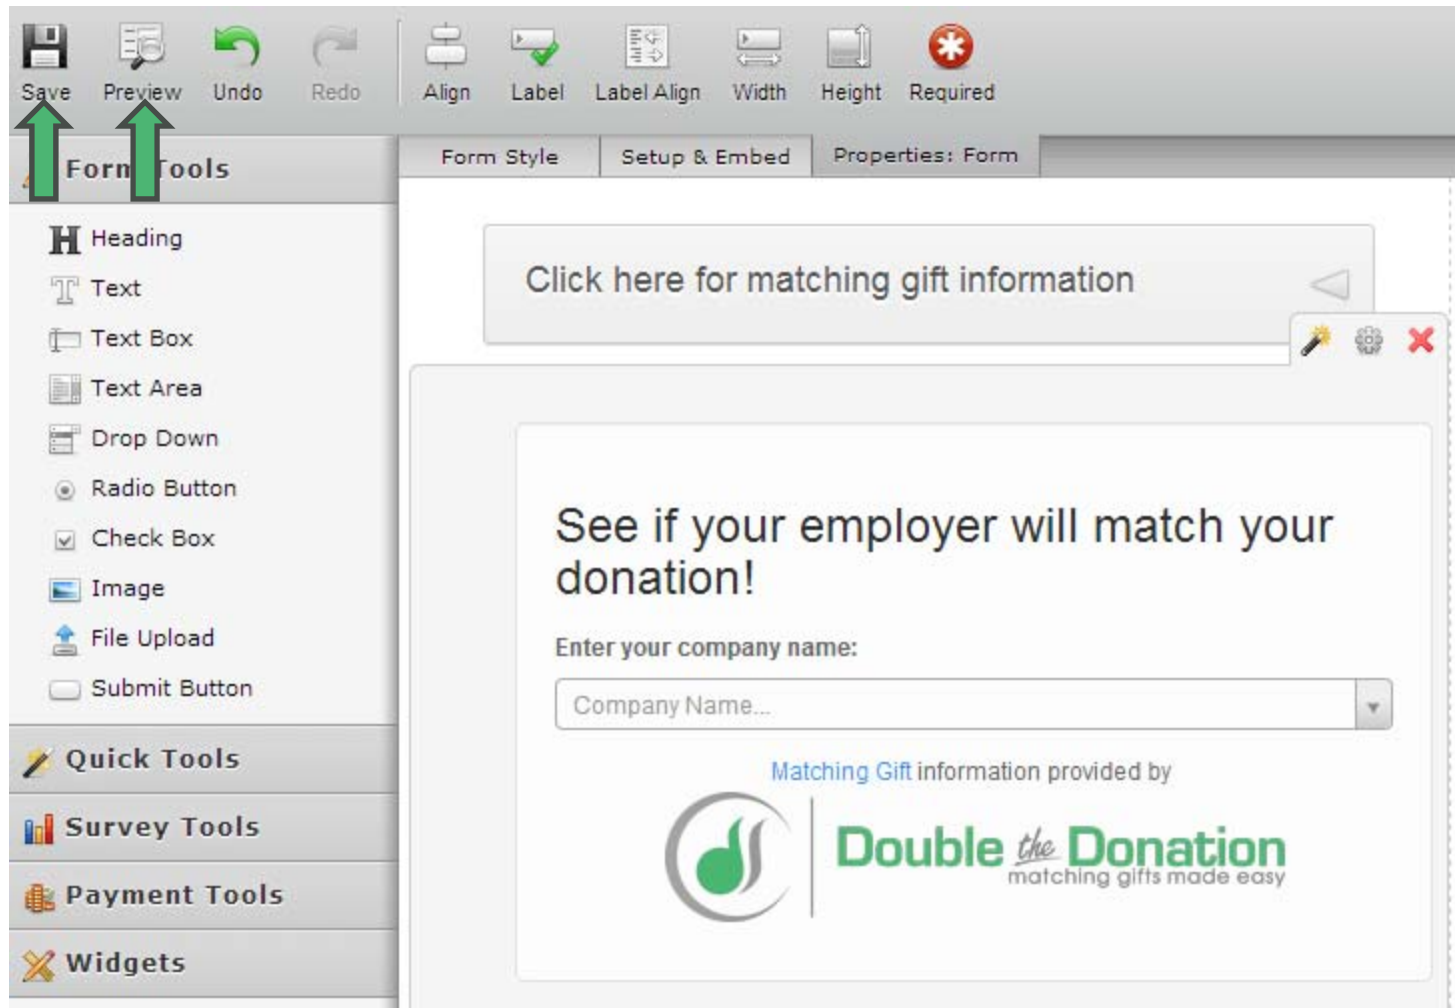 Save Preview Undo Redo Align Label Label Align Width Height Required
Form Tools
Form Style Setup & Embed Properties: Form
Heading
Text
Text Box
Text Area
Drop Down
Radio Button
Check Box
Image
File Upload
Submit Button
Quick Tools
Survey Tools
Payment Tools
Widgets
Click here for matching gift information
See if your employer will match your
donation!
Enter your company name:
Company Name...
Matching Gift information provided by
Double the Donation
matching gifts made easy